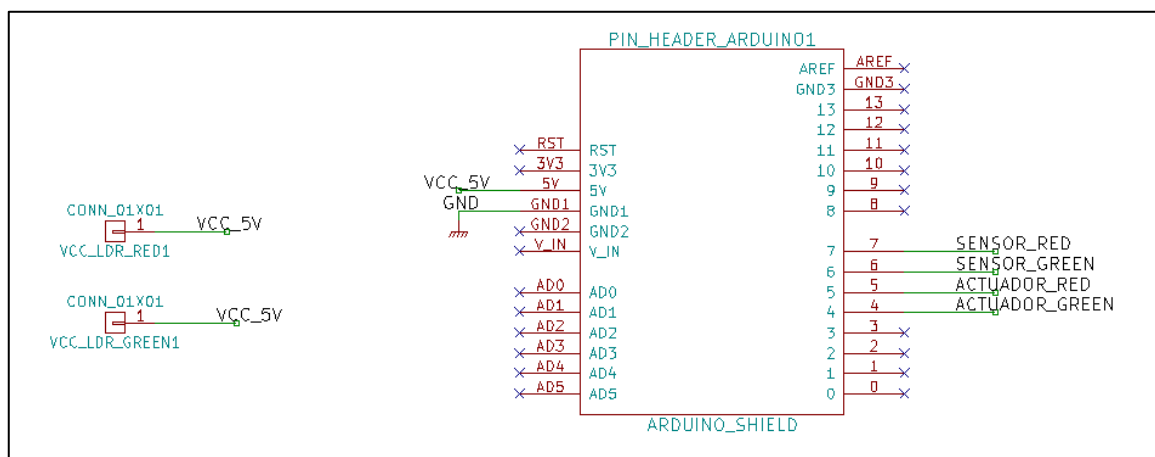 PIN_HEADER_ARDUINO1
AREF AREF
GND3 GND3
13 13
12 12
RST RST 11 11
3V3 3V3 10 10
VCC_5V 5V 5V 9 9
GND GND1 GND1 8 8
GND2 GND2
V_IN V_IN 7 7 SENSOR_RED
6 6 SENSOR_GREEN
AD0 AD0 5 5 ACTUADOR_RED
AD1 AD1 4 4 ACTUADOR_GREEN
AD2 AD2 3 3
AD3 AD3 2 2
AD4 AD4 1 1
AD5 AD5 0 0
ARDUINO_SHIELD
CONN_01X01
1 VCC_5V
VCC_LDR_RED1
CONN_01X01
1 VCC_5V
VCC_LDR_GREEN1